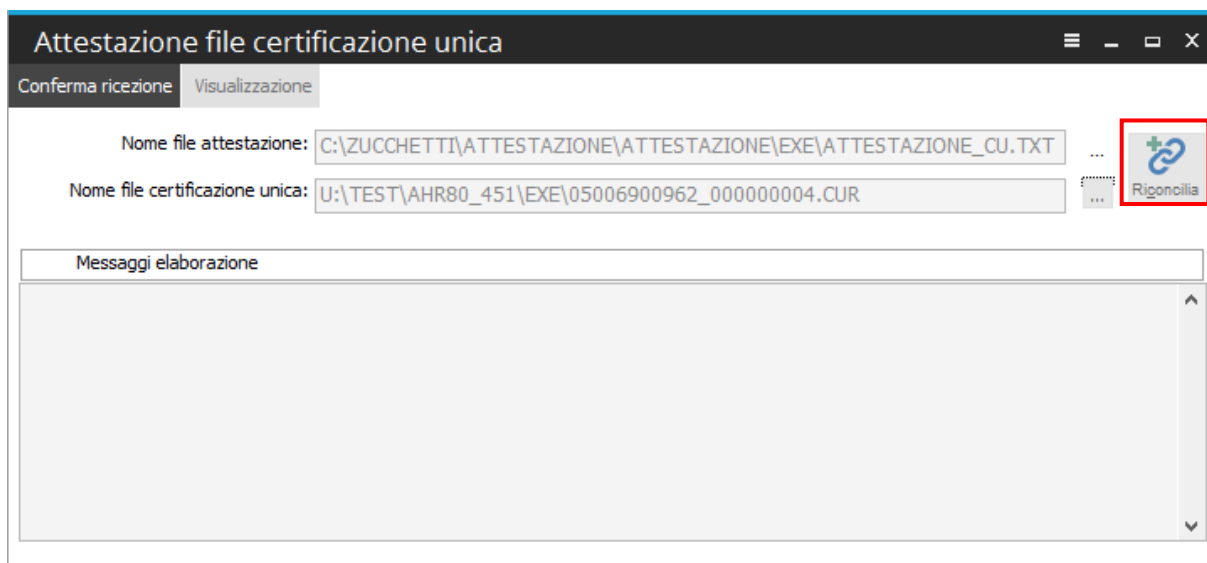 Attestazione file certificazione unica
Conferma ricezione Visualizzazione
Nome file attestazione: C:\ZUCCHETTI\ATTESTAZIONE\ATTESTAZIONE\EXE\ATTESTAZIONE_CU.TXT ...
Nome file certificazione unica: U:\TEST\AHR80_451\EXE\05006900962_000000004.CUR ...
Riconcilia
Messaggi elaborazione